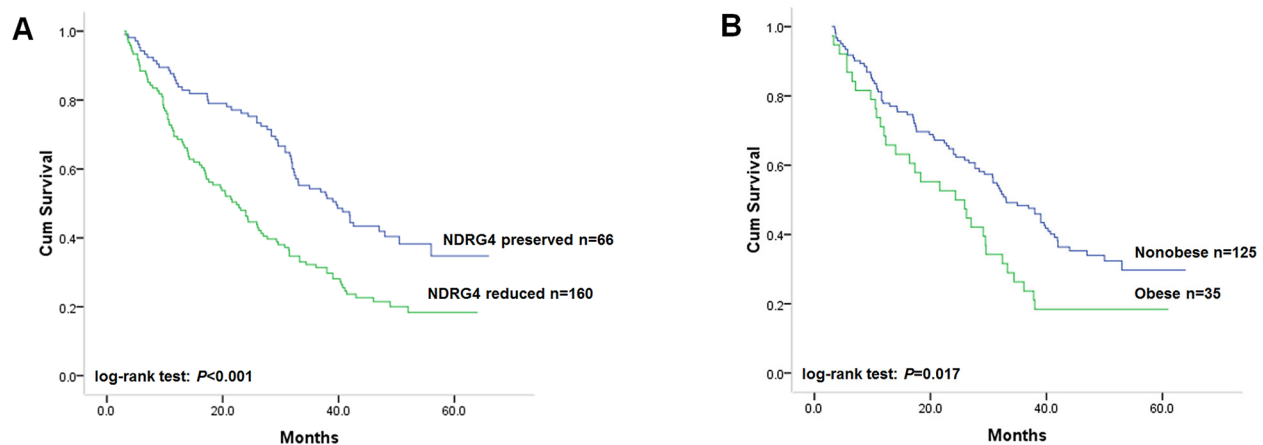 A
Cum Survival
1.0
0.8
0.6
0.4
0.2
0.0
NDRG4 preserved n=66
NDRG4 reduced n=160
log-rank test: P<0.001
0.0 20.0 40.0 60.0
Months
B
Cum Survival
1.0
0.8
0.6
0.4
0.2
0.0
Nonobese n=125
Obese n=35
log-rank test: P=0.017
0.0 20.0 40.0 60.0
Months